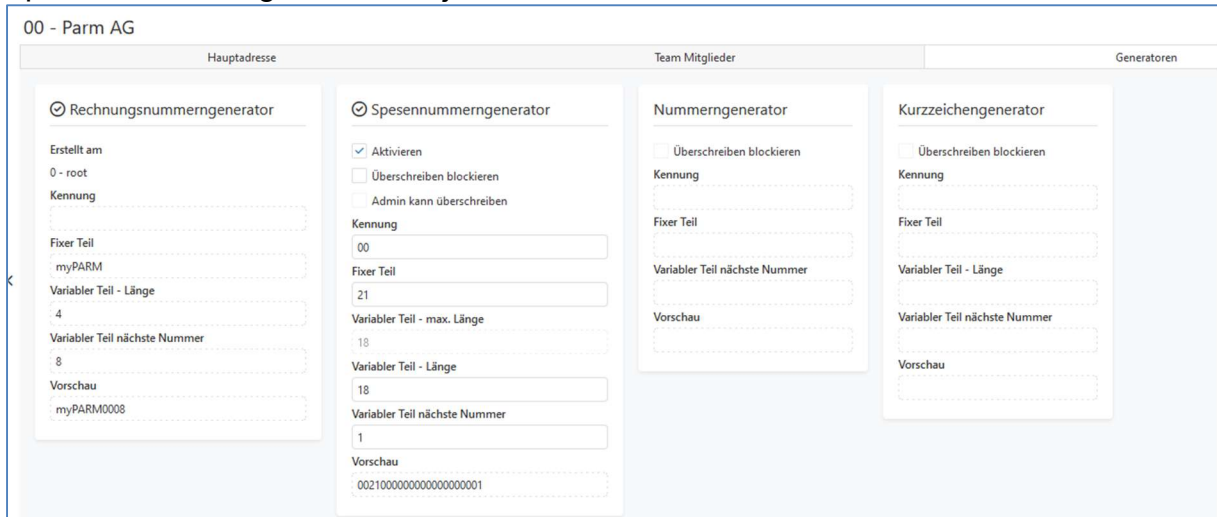 00 - Parm AG
Hauptadresse
Team Mitglieder
Generatoren
Rechnungsnummerngenerator
Erstellt am
0 - root
Kennung
Fixer Teil
myPARM
Variabler Teil - Länge
4
Variabler Teil nächste Nummer
8
Vorschau
myPARM0008
Spesennummerngenerator
Aktivieren
Überschreiben blockieren
Admin kann überschreiben
Kennung
00
Fixer Teil
21
Variabler Teil - max. Länge
18
Variabler Teil - Länge
18
Variabler Teil nächste Nummer
1
Vorschau
0021000000000000000001
Nummerngenerator
Überschreiben blockieren
Kennung
Fixer Teil
Variabler Teil nächste Nummer
Vorschau
Kurzzeichengenerator
Überschreiben blockieren
Kennung
Fixer Teil
Variabler Teil - Länge
Variabler Teil nächste Nummer
Vorschau